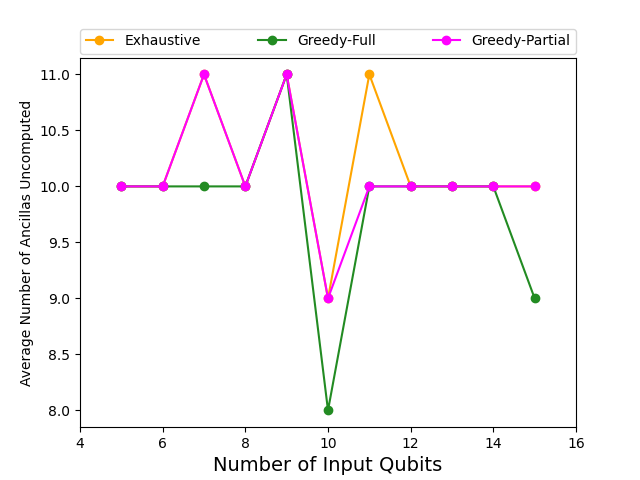 Exhaustive Greedy-Full Greedy-Partial
11.0
10.5
10.0
9.5
9.0
8.5
8.0
Average Number of Ancillas Uncomputed
4 6 8 10 12 14 16
Number of Input Qubits